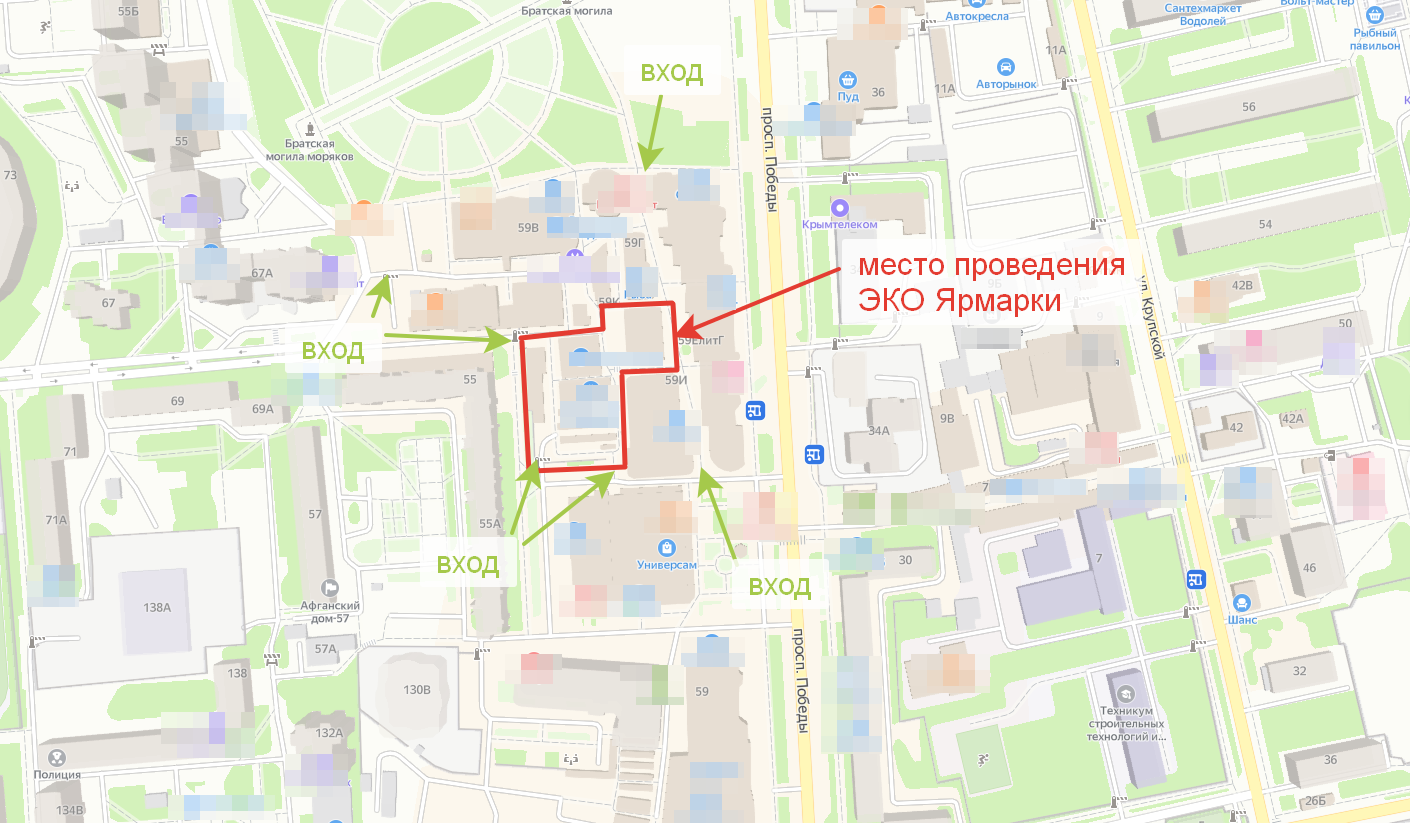 55Б
Братская могила
Автокресла
Сантехмаркет
Водолей
Вольт-мастер
Рыбный
павильон
вход
11А
Авторынок
11А
Пуд
36
56
просп. Победы
55
Братская
могила моряков
73
Крымтелеком
54
59В
59Г
место проведения
ЭКО Ярмарки
67А
67
59К
9Б
9
42В
ул. Крупской
50
вход
59ЕлитГ
59И
55
69
69А
71
34А
9В
42
42А
71А
57
55А
вход
Универсам
вход
30
7
46
138А
Афганский
дом-57
Шанс
57А
просп. Победы
138
130В
59
32
Техникум
строительных
технологий и...
132А
Полиция
134В
36
26Б